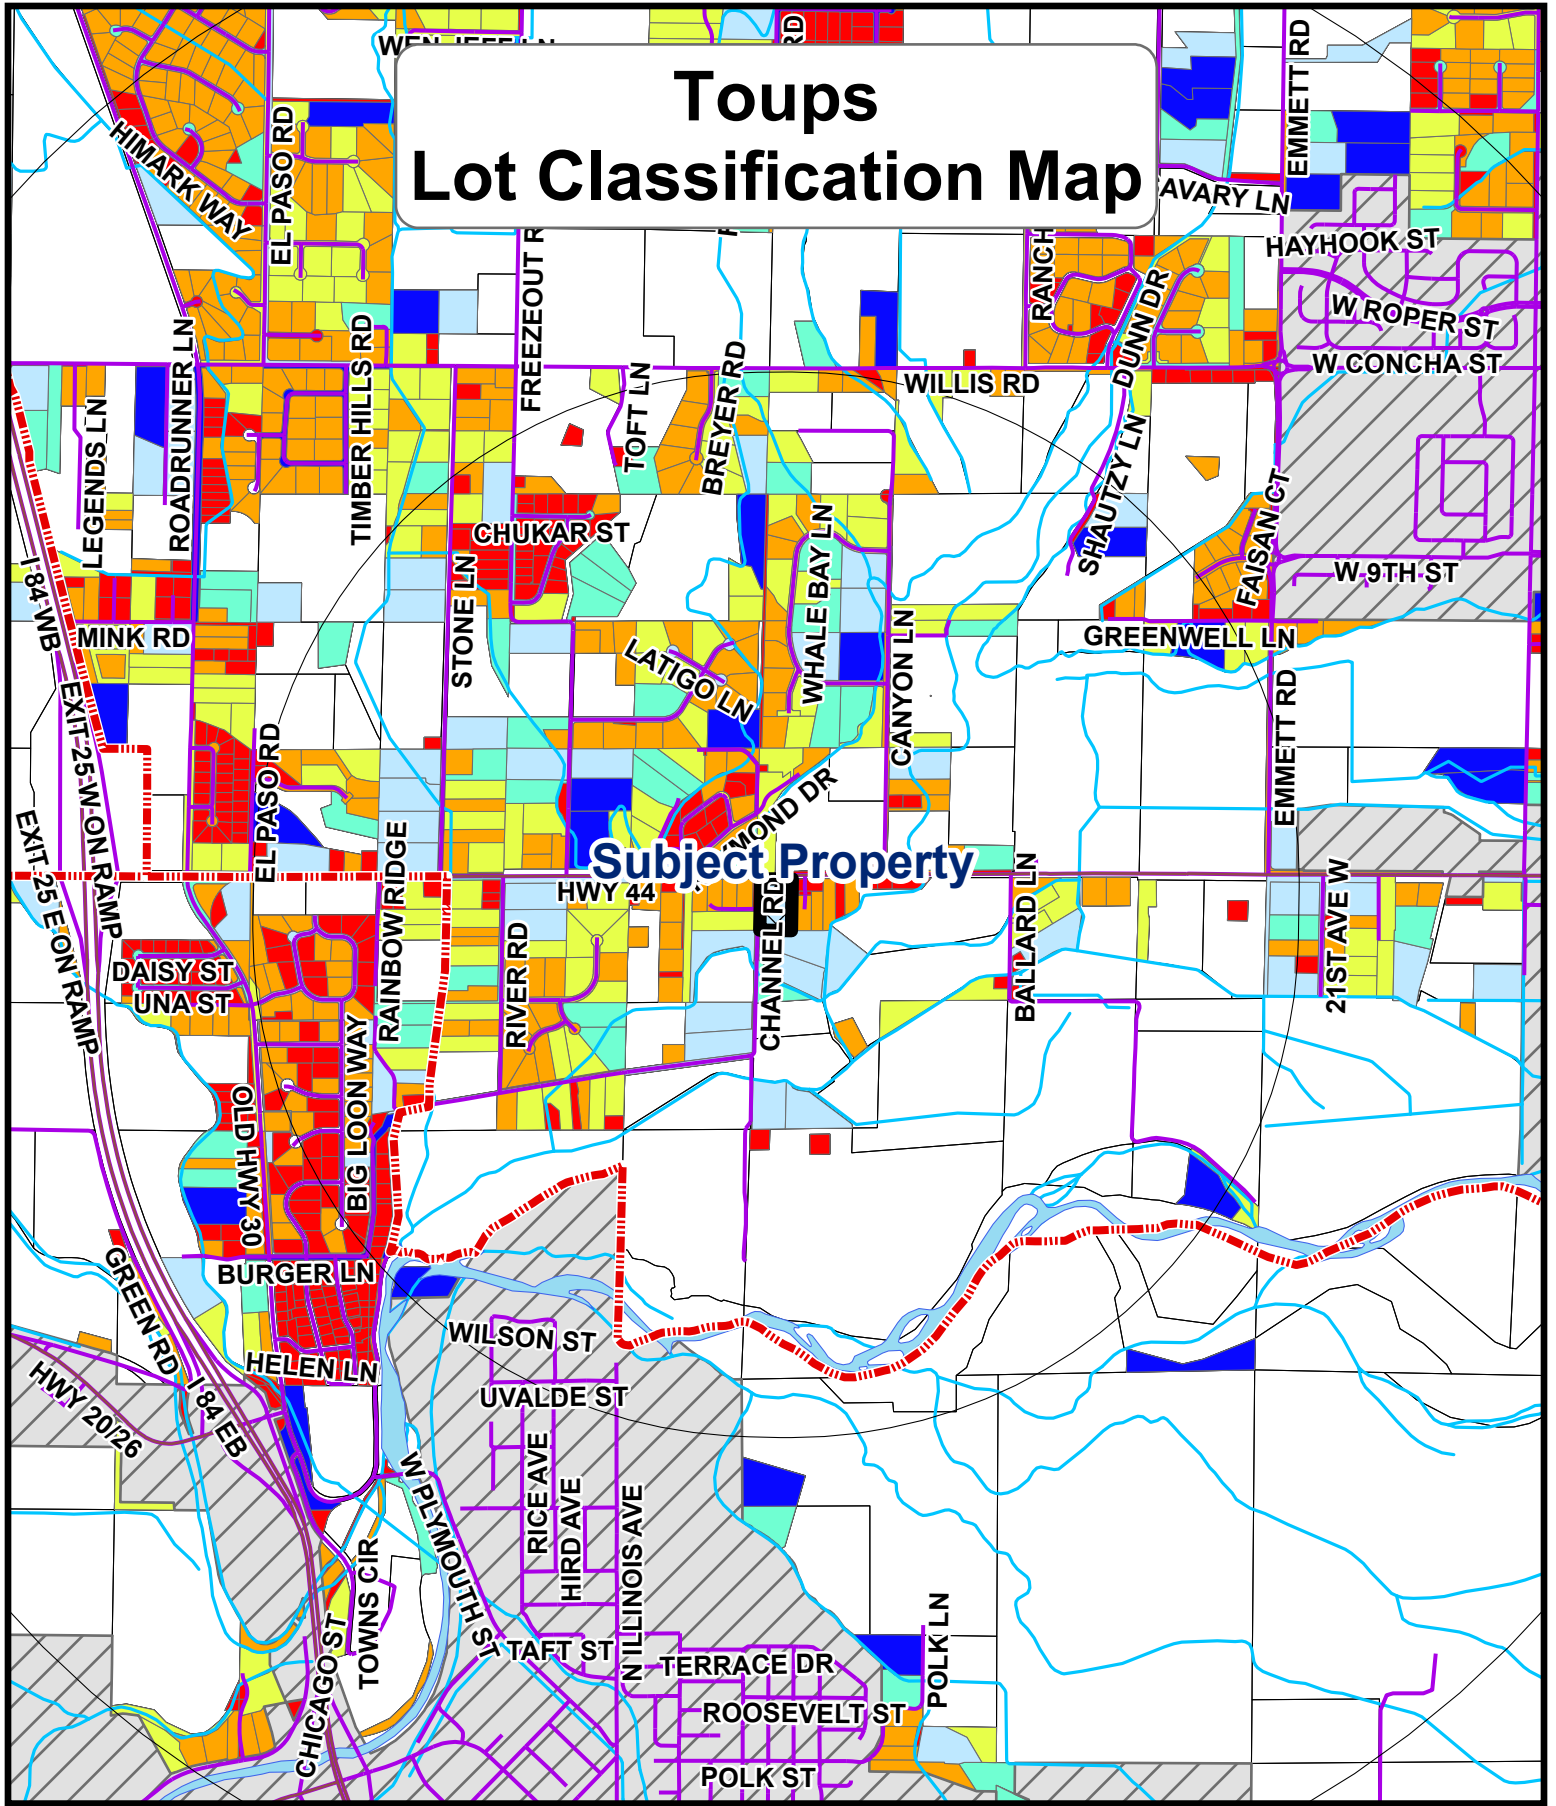 WEN JEFF LN
RD
EMMETT RD
Toups
Lot Classification Map
HIMARK WAY
EL PASO RD
AVARY LN
HAYHOOK ST
FREEZEOUT R
RANCH
DUNN DR
W ROPER ST
W CONCHA ST
ROADRUNNER LN
TIMBER HILLS RD
TOFT LN
BREYER RD
WILLIS RD
LEGENDS LN
SHAUTZY LN
FAISAN CT
CHUKAR ST
WHALE BAY LN
W 9TH ST
I 84 WB
MINK RD
STONE LN
LATIGO LN
CANYON LN
GREENWELL LN
EXIT 25 W ON RAMP
EL PASO RD
EMMETT RD
MMOND DR
EXIT 25 E ON RAMP
RAINBOW RIDGE
Subject Property
HWY 44
CHANNEL RD
BALLARD LN
21ST AVE W
DAISY ST
UNA ST
RIVER RD
OLD HWY 30
BIG LOON WAY
BURGER LN
GREEN RD
HELEN LN
WILSON ST
UVALDE ST
HWY 20/26
I 84 EB
W PLYMOUTH ST
RICE AVE
HIRD AVE
N ILLINOIS AVE
TOWNS CIR
CHICAGO ST
TAFT ST
TERRACE DR
POLK LN
ROOSEVELT ST
POLK ST